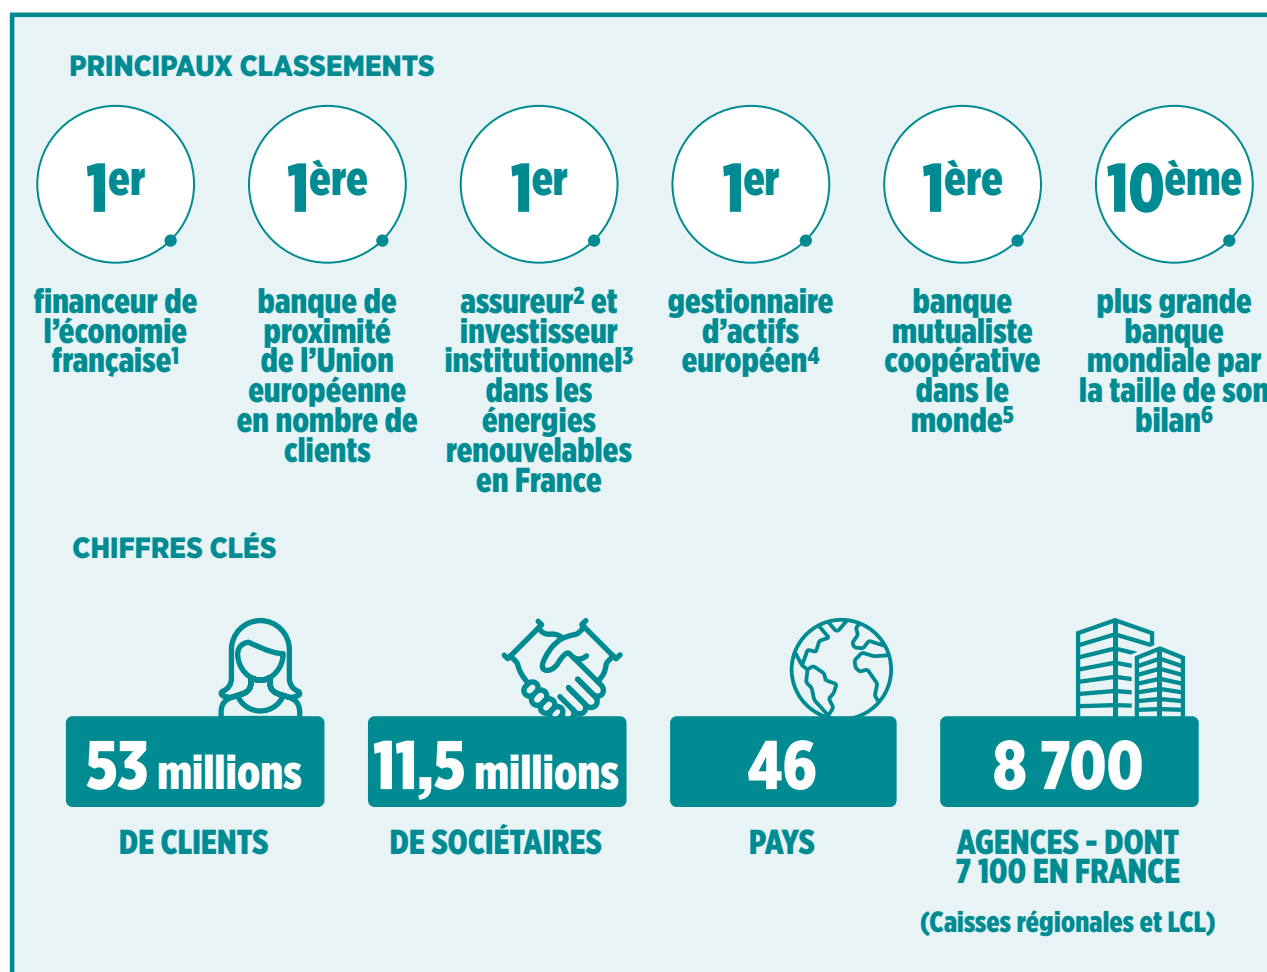 PRINCIPAUX CLASSEMENTS
1er
financeur de
l'économie
française1
1ère
banque de
proximité
de l'Union
européenne
en nombre de
clients
1er
assureur2 et
investisseur
institutionnel3
dans les
énergies
renouvelables
en France
1er
gestionnaire
d'actifs
européen4
1ère
banque
mutualiste
coopérative
dans le
monde5
10ème
plus grande
banque
mondiale par
la taille de son
bilan6
CHIFFRES CLÉS
53 millions
DE CLIENTS
11,5 millions
DE SOCIÉTAIRES
46
PAYS
8 700
AGENCES - DONT
7 100 EN FRANCE
(Caisses régionales et LCL)